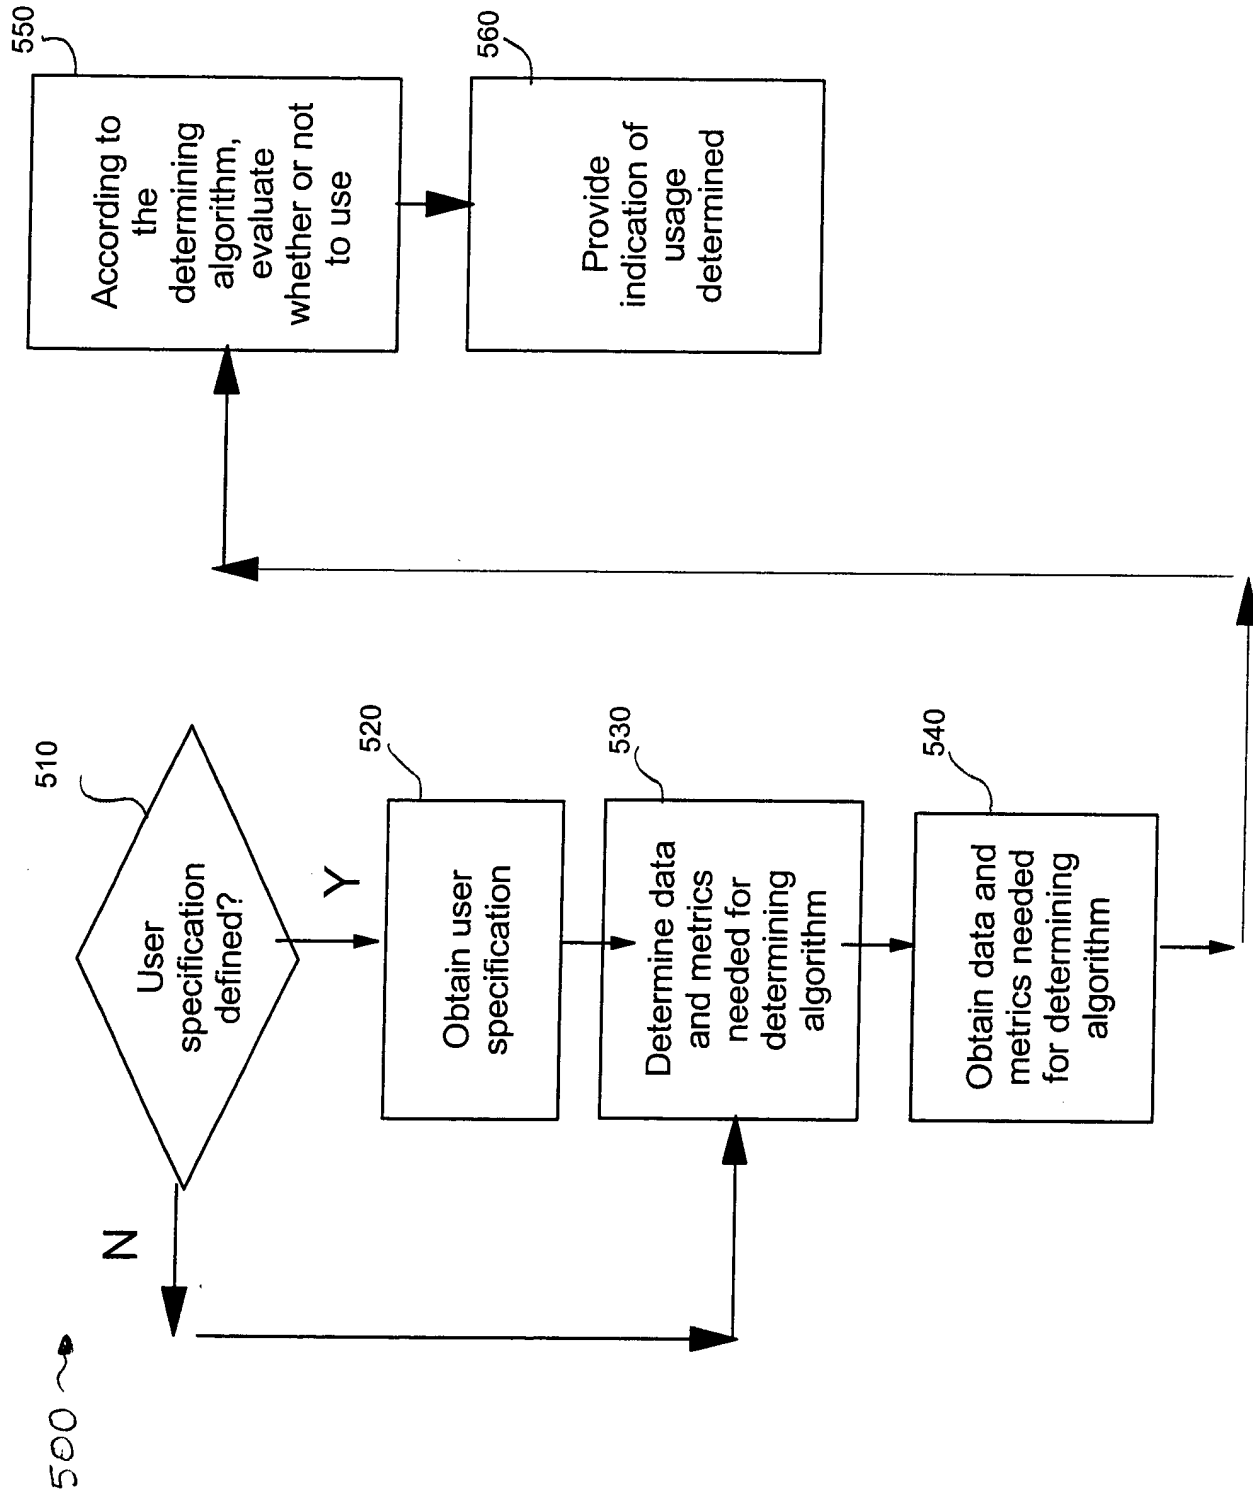 500
510
User
specification
defined?
N
Y
520
Obtain user
specification
530
Determine data
and metrics
needed for
determining
algorithm
540
Obtain data and
metrics needed
for determining
algorithm
550
According to
the
determining
algorithm,
evaluate
whether or not
to use
560
Provide
indication of
usage
determined